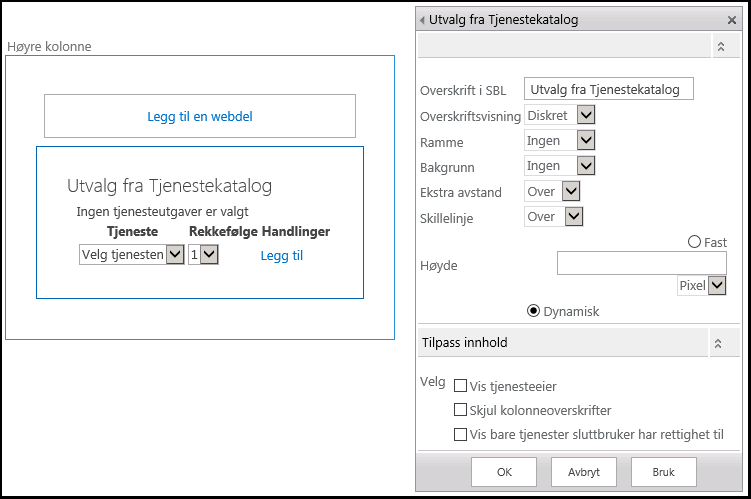 Høyre kolonne
Legg til en webdel
Utvalg fra Tjenestekatalog
Ingen tjenesteutgaver er valgt
Tjeneste Rekkefølge Handlinger
Velg tjenesten 1 Legg til
Utvalg fra Tjenestekatalog
Overskrift i SBL Utvalg fra Tjenestekatalog
Overskriftsvisning Diskret
Ramme Ingen
Bakgrunn Ingen
Ekstra avstand Over
Skillelinje Over
Fast
Høyde
Pixel
Dynamisk
Tilpass innhold
Velg Vis tjenesteeier
Skjul kolonneoverskrifter
Vis bare tjenester sluttbruker har rettighet til
OK Avbryt Bruk